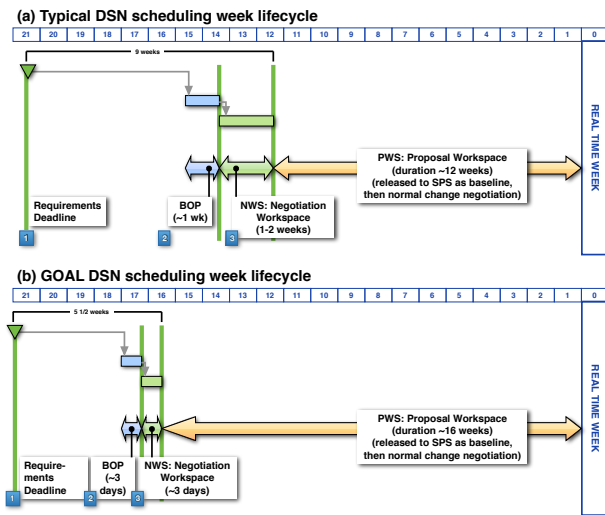 (a) Typical DSN scheduling week lifecycle
21 20 19 18 17 16 15 14 13 12 11 10 9 8 7 6 5 4 3 2 1 0
9 weeks
REAL TIME WEEK
Requirements
Deadline
1
BOP
(~1 wk)
2
NWS: Negotiation
Workspace
(1-2 weeks)
3
PWS: Proposal Workspace
(duration ~12 weeks)
(released to SPS as baseline,
then normal change negotiation)
(b) GOAL DSN scheduling week lifecycle
21 20 19 18 17 16 15 14 13 12 11 10 9 8 7 6 5 4 3 2 1 0
5 1/2 weeks
REAL TIME WEEK
Require-
ments
Deadline
1
BOP
(~3
days)
2
NWS: Negotiation
Workspace
(~3 days)
3
PWS: Proposal Workspace
(duration ~16 weeks)
(released to SPS as baseline,
then normal change negotiation)